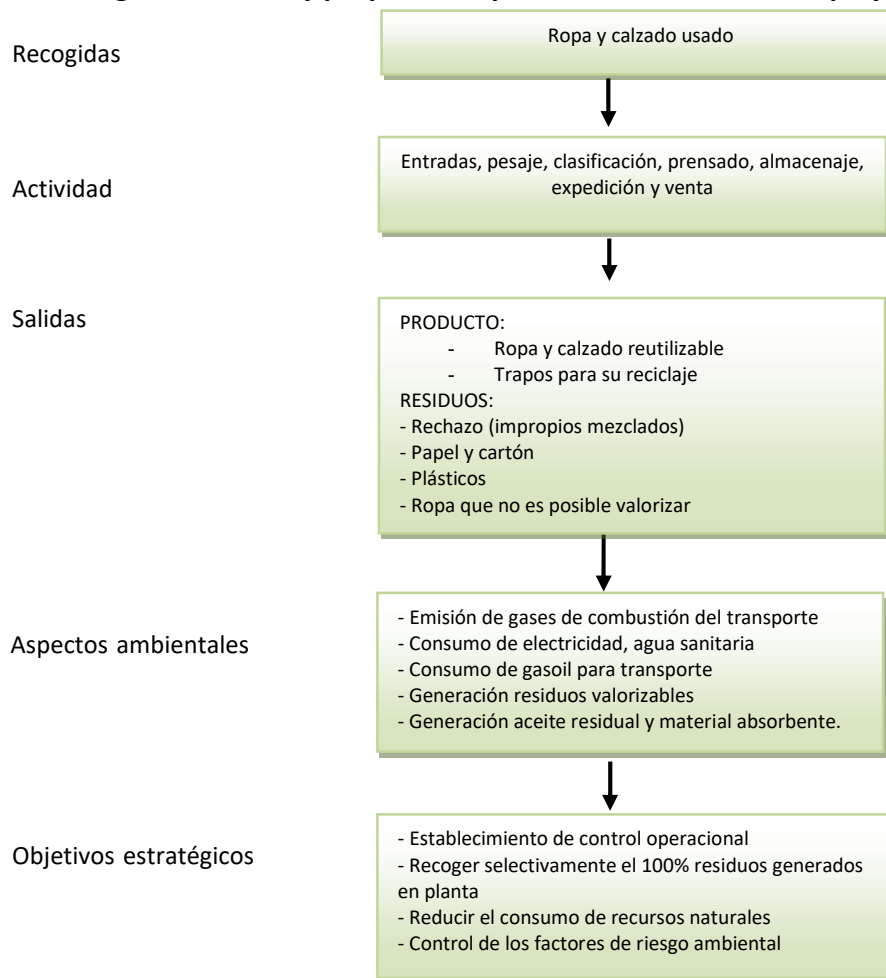 Recogidas
Ropa y calzado usado
Actividad
Entradas, pesaje, clasificación, prensado, almacenaje,
expedición y venta
Salidas
PRODUCTO:
- Ropa y calzado reutilizable
- Trapos para su reciclaje
RESIDUOS:
- Rechazo (impropios mezclados)
- Papel y cartón
- Plásticos
- Ropa que no es posible valorizar
Aspectos ambientales
- Emisión de gases de combustión del transporte
- Consumo de electricidad, agua sanitaria
- Consumo de gasoil para transporte
- Generación residuos valorizables
- Generación aceite residual y material absorbente.
Objetivos estratégicos
- Establecimiento de control operacional
- Recoger selectivamente el 100% residuos generados
en planta
- Reducir el consumo de recursos naturales
- Control de los factores de riesgo ambiental